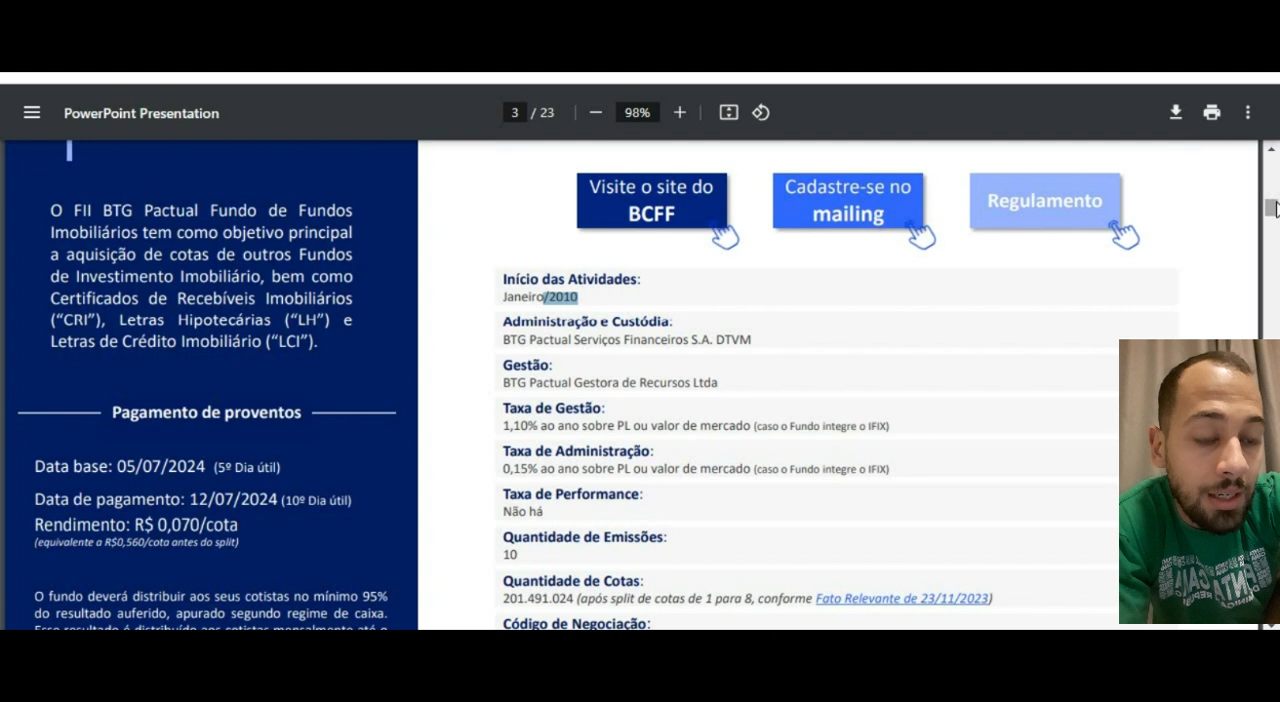 PowerPoint Presentation
3 / 23
98%
O FII BTG Pactual Fundo de Fundos
Imobiliários tem como objetivo principal
a aquisição de cotas de outros Fundos
de Investimento Imobiliário, bem como
Certificados de Recebíveis Imobiliários
(“CRI”), Letras Hipotecárias (“LH”) e
Letras de Crédito Imobiliário (“LCI”).
Pagamento de proventos
Data base: 05/07/2024 (5º Dia útil)
Data de pagamento: 12/07/2024 (10º Dia útil)
Rendimento: R$ 0,070/cota
(equivalente a R$0,560/cota antes do split)
O fundo deverá distribuir aos seus cotistas no mínimo 95%
do resultado auferido, apurado segundo regime de caixa.
Visite o site do
BCFF
Cadastre-se no
mailing
Regulamento
Início das Atividades:
Janeiro/2010
Administração e Custódia:
BTG Pactual Serviços Financeiros S.A. DTVM
Gestão:
BTG Pactual Gestora de Recursos Ltda
Taxa de Gestão:
1,10% ao ano sobre PL ou valor de mercado (caso o Fundo integre o IFIX)
Taxa de Administração:
0,15% ao ano sobre PL ou valor de mercado (caso o Fundo integre o IFIX)
Taxa de Performance:
Não há
Quantidade de Emissões:
10
Quantidade de Cotas:
201.491.024 (após split de cotas de 1 para 8, conforme Fato Relevante de 23/11/2023)
Código de Negociação: